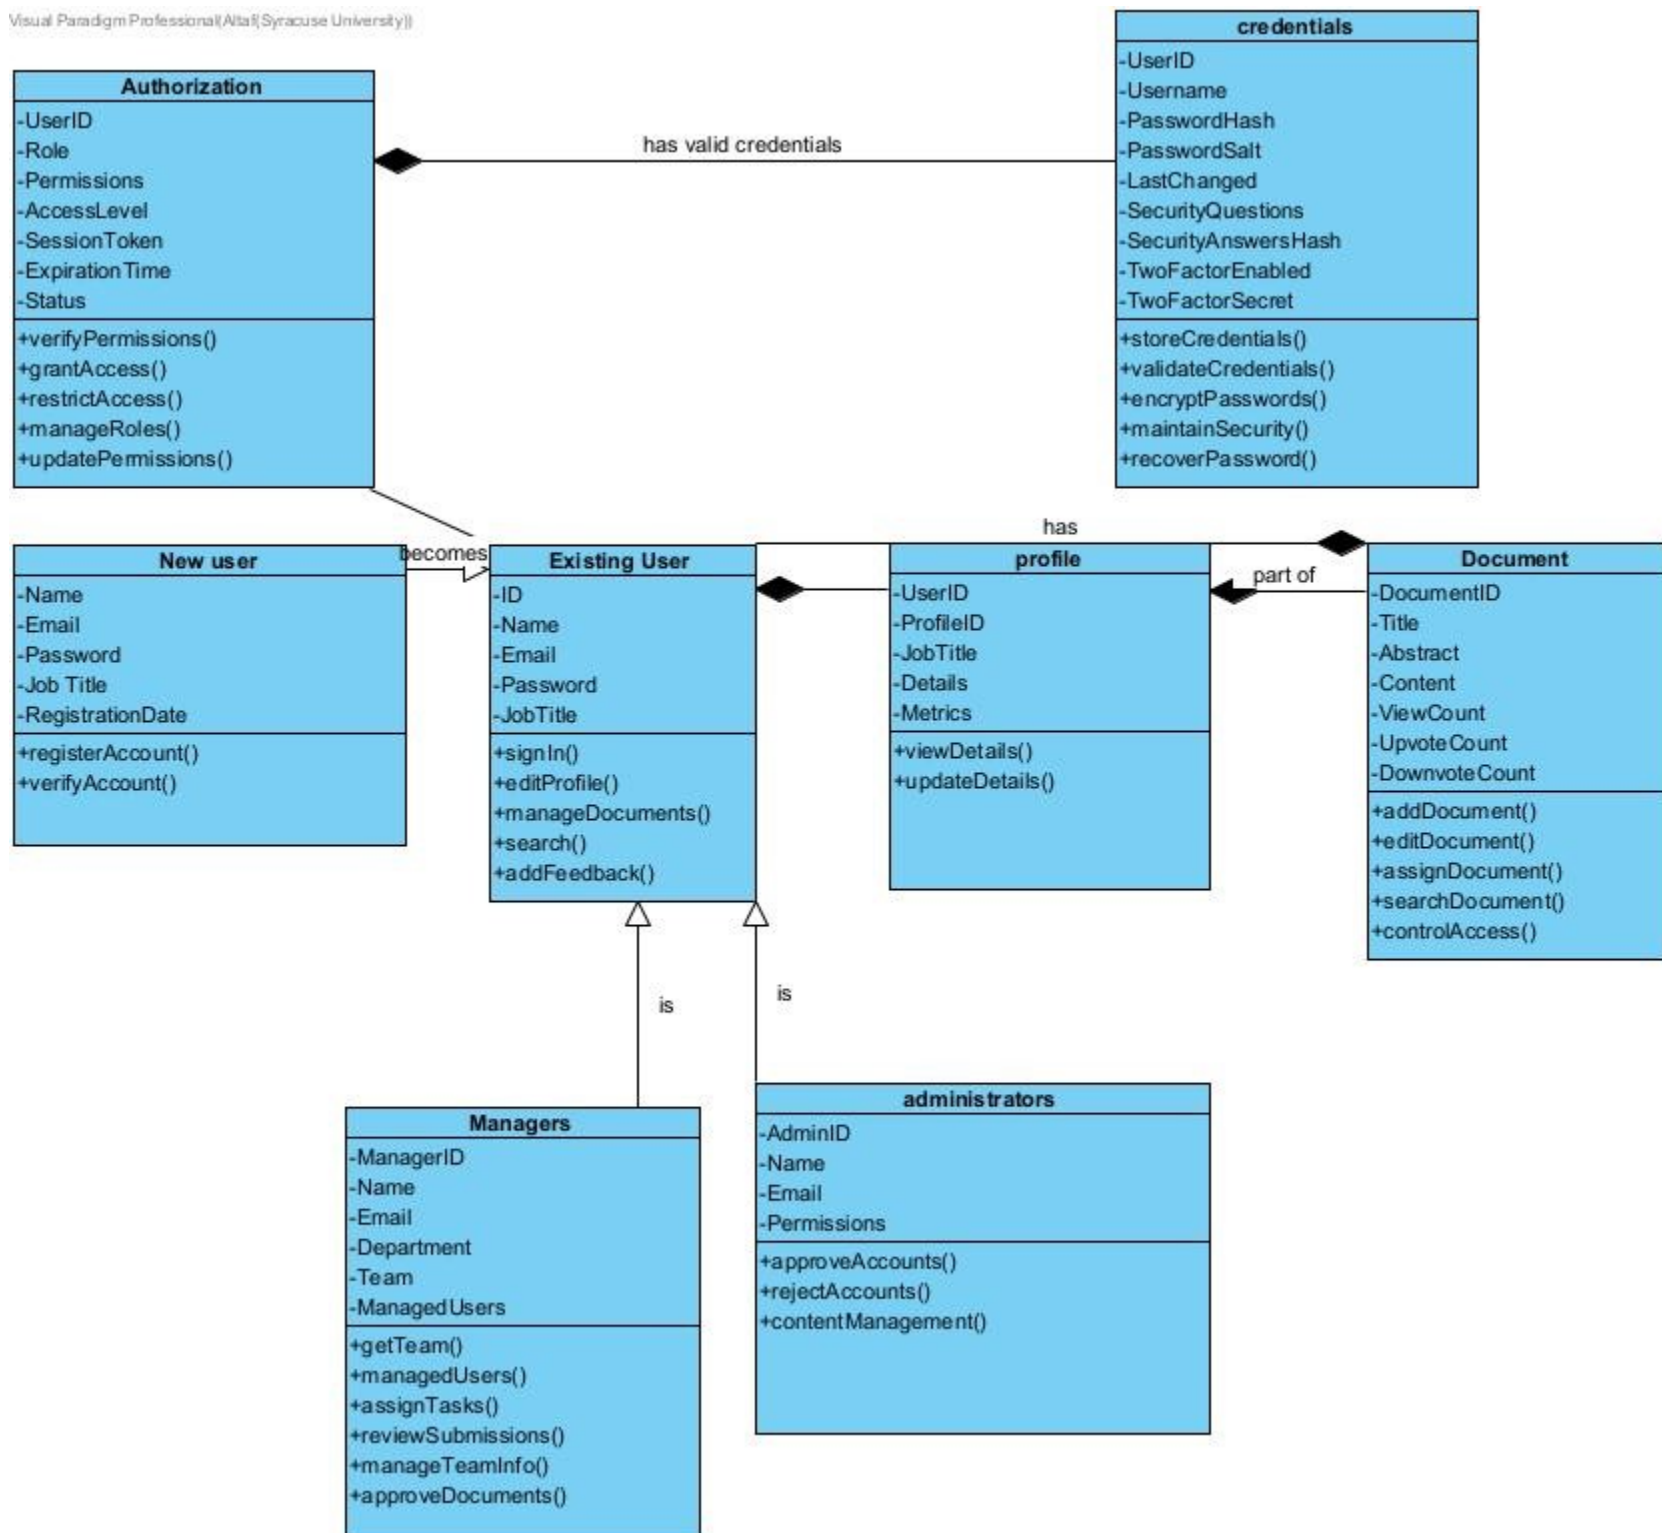 Visual Paradigm Professional(Altaf(Syracuse University))
credentials
-UserID
-Username
-PasswordHash
-PasswordSalt
-LastChanged
-SecurityQuestions
-SecurityAnswersHash
-TwoFactorEnabled
-TwoFactorSecret
+storeCredentials()
+validateCredentials()
+encryptPasswords()
+maintainSecurity()
+recoverPassword()
Authorization
-UserID
-Role
-Permissions
-AccessLevel
-SessionToken
-ExpirationTime
-Status
+verifyPermissions()
+grantAccess()
+restrictAccess()
+manageRoles()
+updatePermissions()
has valid credentials
New user
-Name
-Email
-Password
-Job Title
-RegistrationDate
+registerAccount()
+verifyAccount()
becomes
Existing User
-ID
-Name
-Email
-Password
-JobTitle
+signIn()
+editProfile()
+manageDocuments()
+search()
+addFeedback()
has
profile
-UserID
-ProfileID
-JobTitle
-Details
-Metrics
+viewDetails()
+updateDetails()
part of
Document
-DocumentID
-Title
-Abstract
-Content
-ViewCount
-UpvoteCount
-DownvoteCount
+addDocument()
+editDocument()
+assignDocument()
+searchDocument()
+controlAccess()
is
is
Managers
-ManagerID
-Name
-Email
-Department
-Team
-ManagedUsers
+getTeam()
+managedUsers()
+assignTasks()
+reviewSubmissions()
+manageTeamInfo()
+approveDocuments()
administrators
-AdminID
-Name
-Email
-Permissions
+approveAccounts()
+rejectAccounts()
+contentManagement()